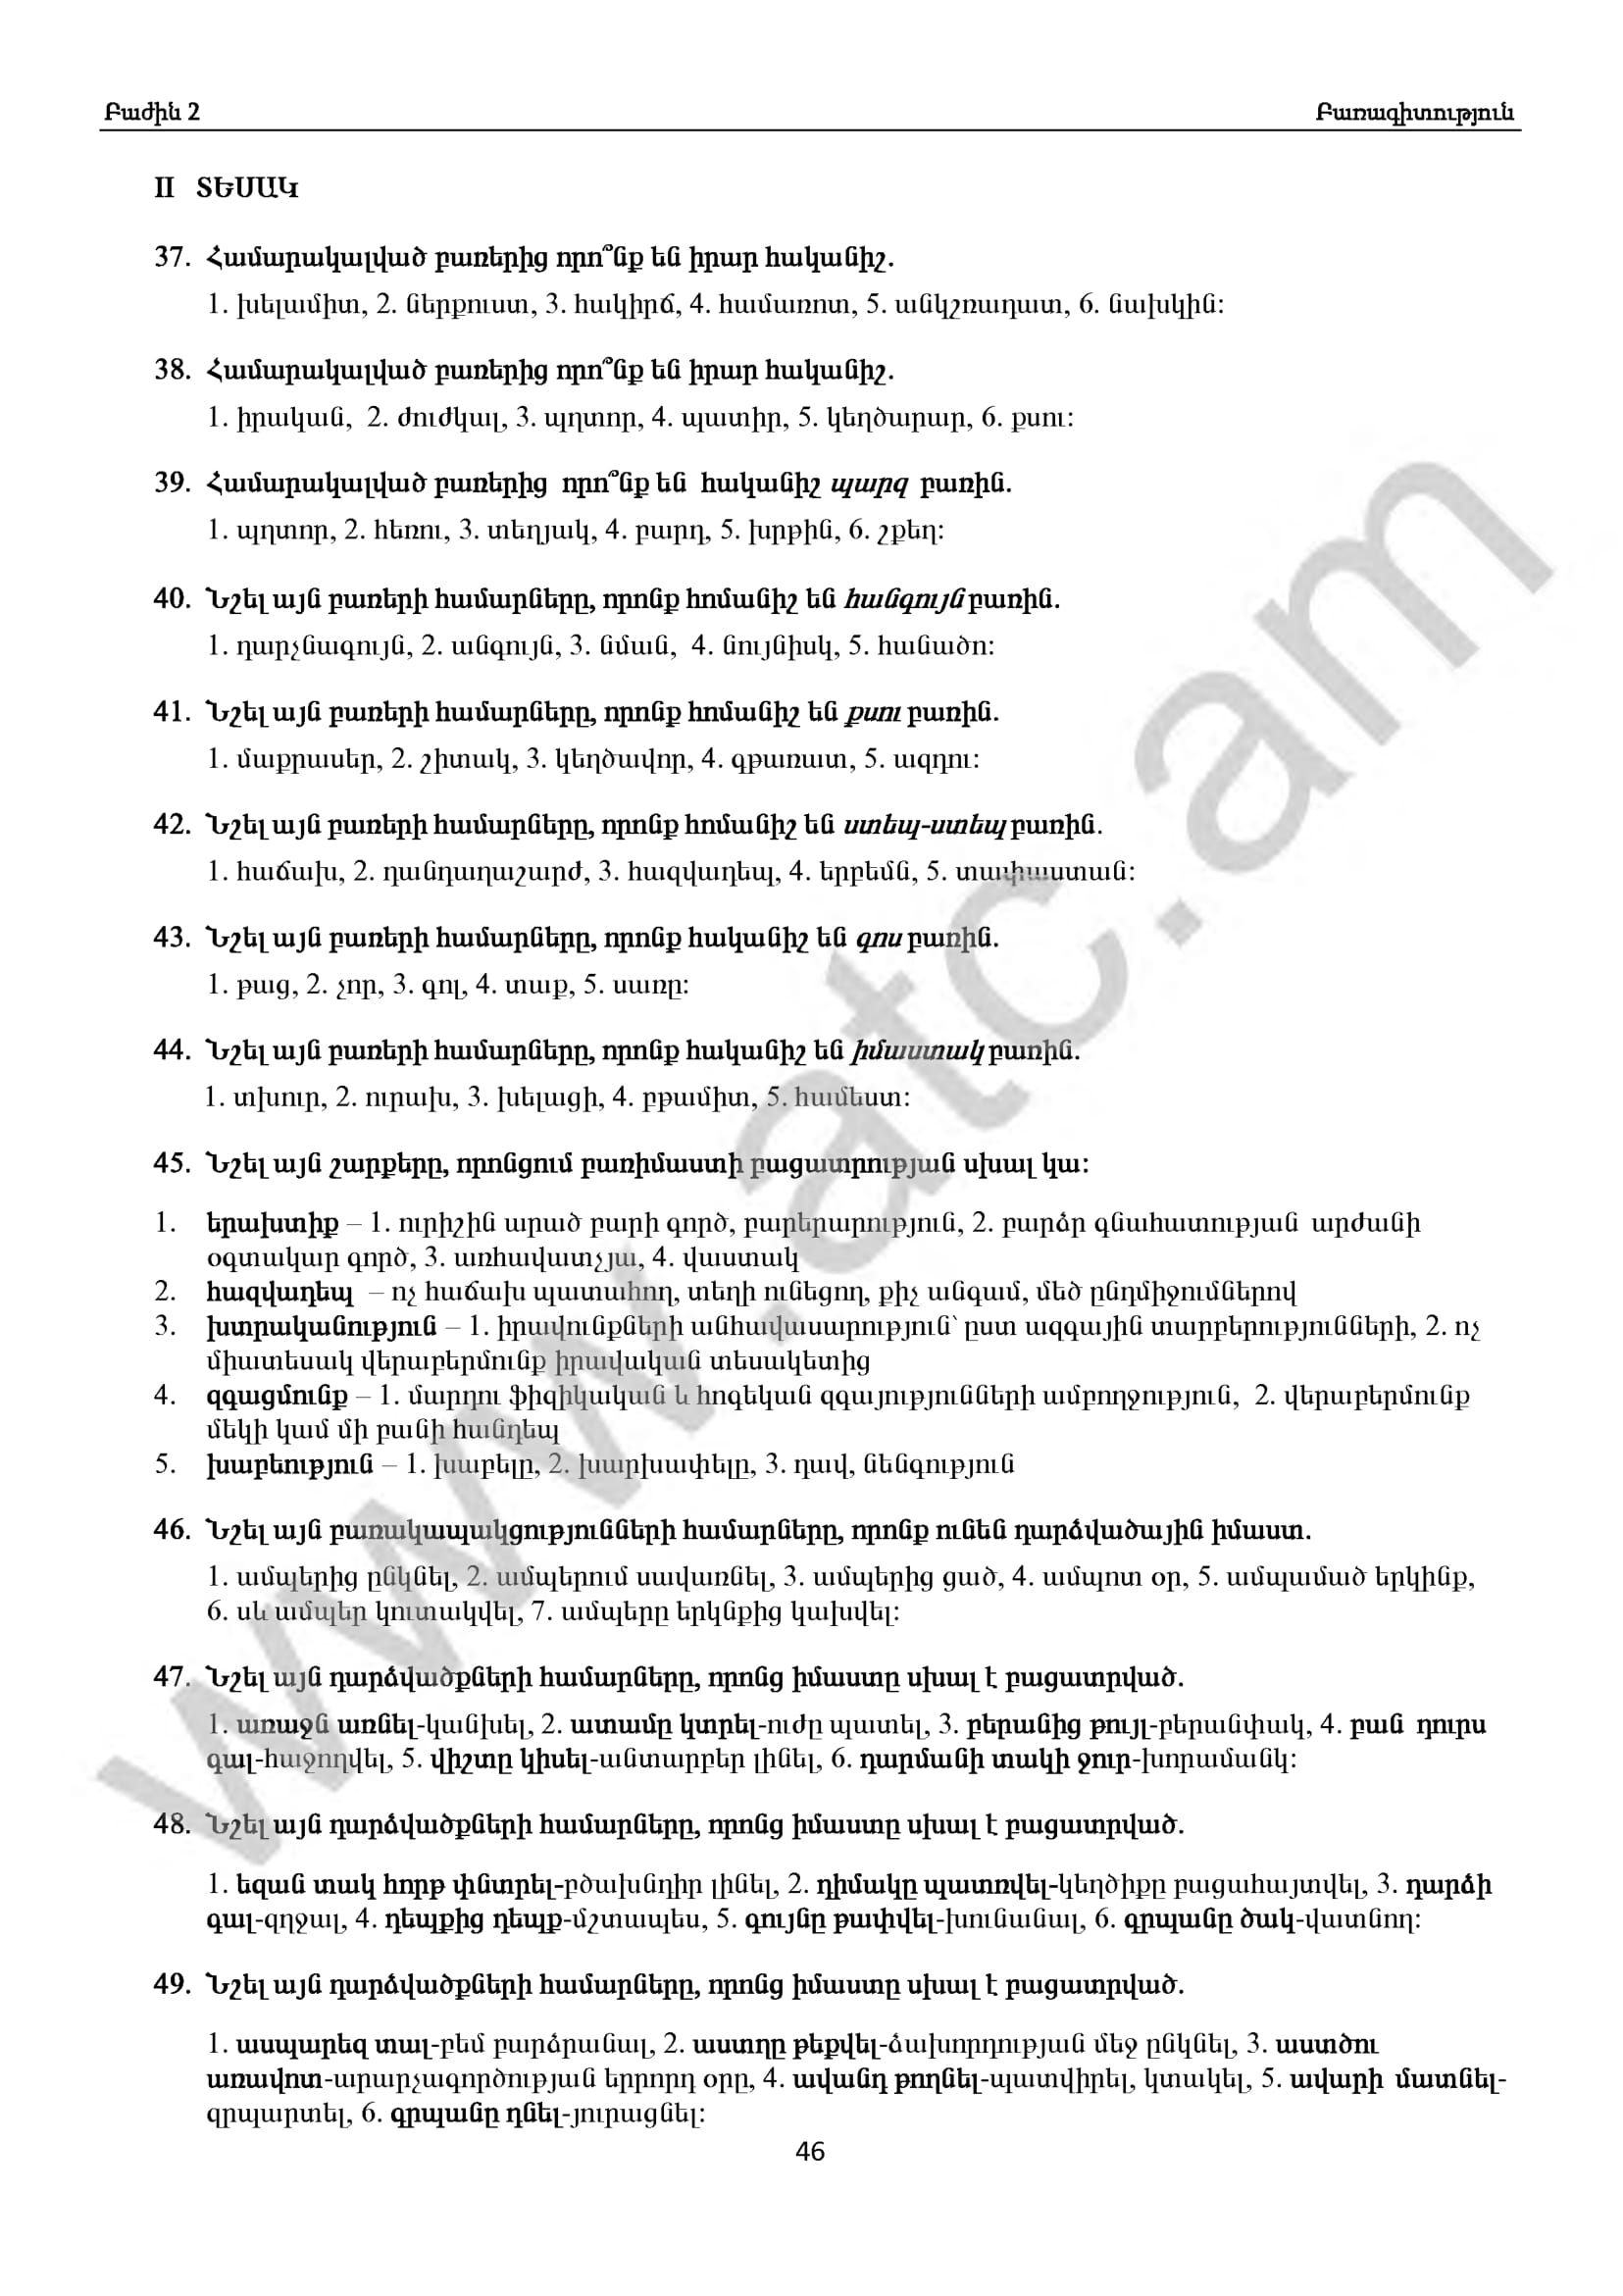 Բաժին 2
Բառագիտություն
II ՏԵՍԱԿ
37. Համարակալված բառերից որո՞նք են իրար հականիշ.
1. խելամիտ, 2. ներքուստ, 3. հակիրճ, 4. համառոտ, 5. անկշռադատ, 6. նախկին:
38. Համարակալված բառերից որո՞նք են իրար հականիշ.
1. իրական, 2. ժուժկալ, 3. պղտոր, 4. պատիր, 5. կեղծարար, 6. քսու:
39. Համարակալված բառերից որո՞նք են հականիշ պարզ բառին.
1. պղտոր, 2. հեռու, 3. տեղյակ, 4. բարդ, 5. խրթին, 6. շքեղ:
40. Նշել այն բառերի համարները, որոնք հոմանիշ են հանգույն բառին.
1. դարչնագույն, 2. անգույն, 3. նման, 4. նույնիսկ, 5. հանածո:
41. Նշել այն բառերի համարները, որոնք հոմանիշ են քսու բառին.
1. մաքրասեր, 2. շիտակ, 3. կեղծավոր, 4. գթառատ, 5. ազդու:
42. Նշել այն բառերի համարները, որոնք հոմանիշ են ստեպ-ստեպ բառին.
1. հաճախ, 2. դանդաղաշարժ, 3. հազվադեպ, 4. երբեմն, 5. տափաստան:
43. Նշել այն բառերի համարները, որոնք հականիշ են գոս բառին.
1. թաց, 2. չոր, 3. գոլ, 4. տաք, 5. սառը:
44. Նշել այն բառերի համարները, որոնք հականիշ են իմաստակ բառին.
1. տխուր, 2. ուրախ, 3. խելացի, 4. բթամիտ, 5. համեստ:
45. Նշել այն շարքերը, որոնցում բառիմաստի բացատրության սխալ կա:
1. երախտիք – 1. ուրիշին արած բարի գործ, բարերարություն, 2. բարձր գնահատության արժանի
օգտակար գործ, 3. առհավատչյա, 4. վաստակ
2. հազվադեպ – ոչ հաճախ պատահող, տեղի ունեցող, քիչ անգամ, մեծ ընդմիջումներով
3. խտրականություն – 1. իրավունքների անհավասարություն՝ ըստ ազգային տարբերությունների, 2. ոչ
միատեսակ վերաբերմունք իրավական տեսակետից
4. զգացմունք – 1. մարդու ֆիզիկական և հոգեկան զգայությունների ամբողջություն, 2. վերաբերմունք
մեկի կամ մի բանի հանդեպ
5. խաբեություն – 1. խաբելը, 2. խարխափելը, 3. դավ, նենգություն
46. Նշել այն բառակապակցությունների համարները, որոնք ունեն դարձվածային իմաստ.
1. ամպերից ընկնել, 2. ամպերում սավառնել, 3. ամպերից ցած, 4. ամպոտ օր, 5. ամպամած երկինք,
6. սև ամպեր կուտակվել, 7. ամպերը երկնքից կախվել:
47. Նշել այն դարձվածքների համարները, որոնց իմաստը սխալ է բացատրված.
1. առաջն առնել-կանխել, 2. ատամը կտրել-ուժը պատել, 3. բերանից թույլ-բերանփակ, 4. բան դուրս
գալ-հաջողվել, 5. վիշտը կիսել-անտարբեր լինել, 6. դարմանի տակի ջուր-խորամանկ:
48. Նշել այն դարձվածքների համարները, որոնց իմաստը սխալ է բացատրված.
1. եզան տակ հորթ փնտրել-բծախնդիր լինել, 2. դիմակը պատռվել-կեղծիքը բացահայտվել, 3. դարձի
գալ-զղջալ, 4. դեպքից դեպք-մշտապես, 5. գույնը թափվել-խունանալ, 6. գրպանը ծակ-վատնող:
49. Նշել այն դարձվածքների համարները, որոնց իմաստը սխալ է բացատրված.
1. ասպարեզ տալ-բեմ բարձրանալ, 2. աստղը թեքվել-ձախորդության մեջ ընկնել, 3. աստծու
առավոտ-արարչագործության երրորդ օրը, 4. ավանդ թողնել-պատվիրել, կտակել, 5. ավարի մատնել-
զրպարտել, 6. գրպանը դնել-յուրացնել:
46
www.atc.am